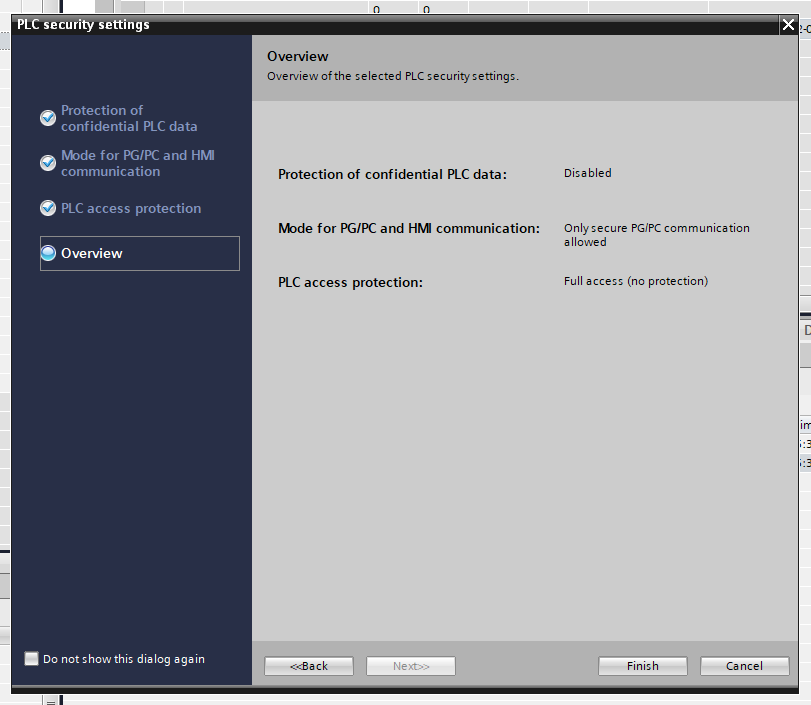 0 0
PLC security settings
Overview
Overview of the selected PLC security settings.
Protection of
confidential PLC data
Mode for PG/PC and HMI
communication
PLC access protection
Overview
Protection of confidential PLC data: Disabled
Mode for PG/PC and HMI communication: Only secure PG/PC communication
allowed
PLC access protection: Full access (no protection)
Do not show this dialog again
<<Back Next>> Finish Cancel